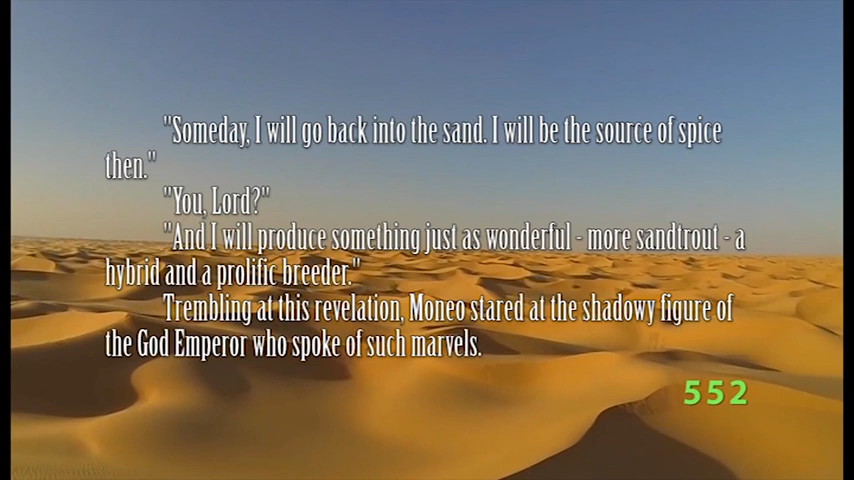 "Someday, I will go back into the sand. I will be the source of spice
then."
"You, Lord?"
"And I will produce something just as wonderful - more sandtrout - a
hybrid and a prolific breeder."
Trembling at this revelation, Moneo stared at the shadowy figure of
the God Emperor who spoke of such marvels.
552